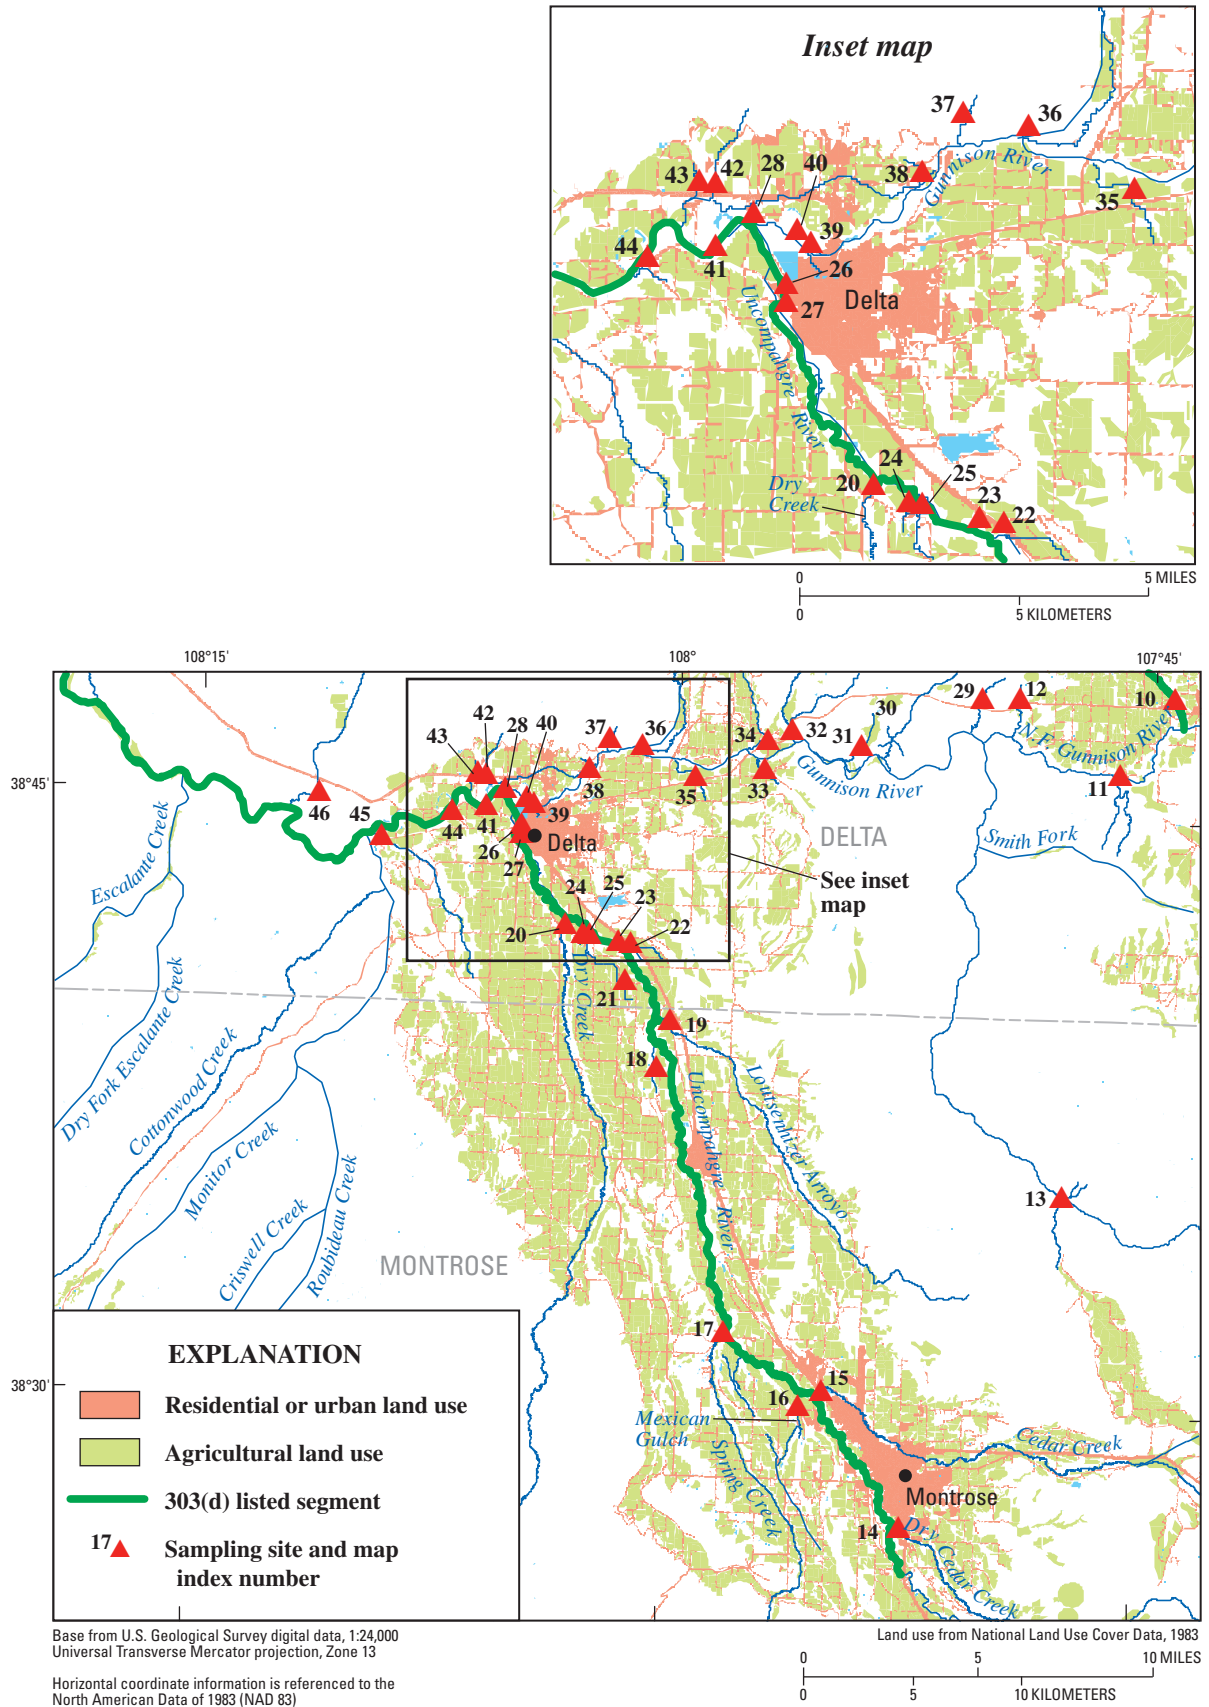 Inset map
37
36
Gunnison River
43
42
28
40
38
35
44
41
39
26
27
Delta
Uncompahgre River
20
24
25
Dry
Creek
23
22
0
5 MILES
0
5 KILOMETERS
108°15'
108°
107°45'
38°45'
38°30'
43
42
28
40
37
36
34
32
30
31
29
12
10
N.F. Gunnison River
11
33
Gunnison River
38
35
46
45
44
41
39
26
27
Delta
DELTA
Smith Fork
See inset
map
24
25
23
20
22
21
Dry Creek
19
18
Escalante Creek
Dry Fork Escalante Creek
Cottonwood Creek
Monitor Creek
Criswell Creek
Roubideau Creek
MONTROSE
Uncompahgre River
Loutsenhizer Arroyo
13
17
15
16
Mexican
Gulch
Spring Creek
Cedar Creek
Montrose
14
Dry Cedar Creek
EXPLANATION
Residential or urban land use
Agricultural land use
303(d) listed segment
17
Sampling site and map
index number
Base from U.S. Geological Survey digital data, 1:24,000
Universal Transverse Mercator projection, Zone 13
Horizontal coordinate information is referenced to the
North American Data of 1983 (NAD 83)
Land use from National Land Use Cover Data, 1983
0
5
10 MILES
0
5
10 KILOMETERS